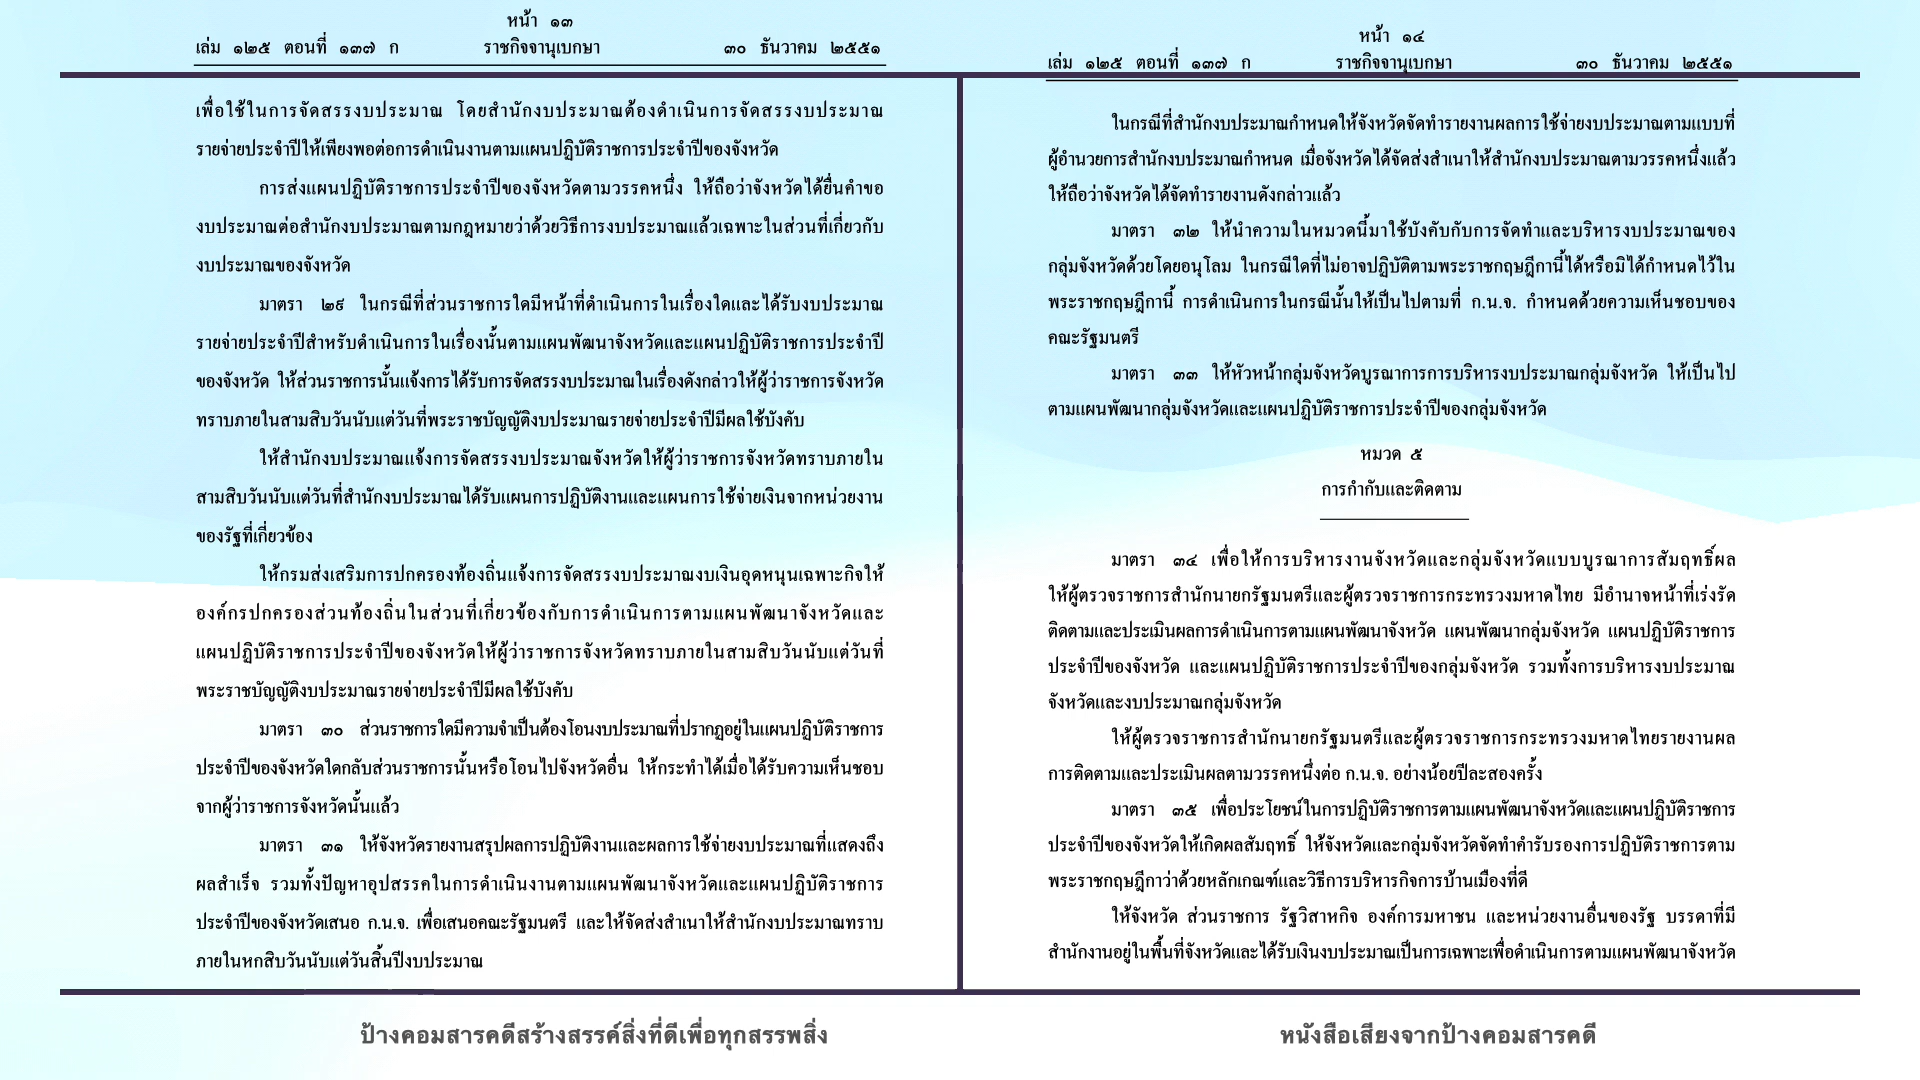 หน้า ๑๓
เล่ม ๑๒๕ ตอนที่ ๑๓๗ ก ราชกิจจานุเบกษา ๓๐ ธันวาคม ๒๕๕๑
เพื่อใช้ในการจัดสรรงบประมาณ โดยสำนักงบประมาณต้องดำเนินการจัดสรรงบประมาณ
รายจ่ายประจำปีให้เพียงพอต่อการดำเนินงานตามแผนปฏิบัติราชการประจำปีของจังหวัด
การส่งแผนปฏิบัติราชการประจำปีของจังหวัดตามวรรคหนึ่ง ให้ถือว่าจังหวัดได้ยื่นคำขอ
งบประมาณต่อสำนักงบประมาณตามกฎหมายว่าด้วยวิธีการงบประมาณแล้วเฉพาะในส่วนที่เกี่ยวกับ
งบประมาณของจังหวัด
มาตรา ๒๙ ในกรณีที่ส่วนราชการใดมีหน้าที่ดำเนินการในเรื่องใดและได้รับงบประมาณ
รายจ่ายประจำปีสำหรับดำเนินการในเรื่องนั้นตามแผนพัฒนาจังหวัดและแผนปฏิบัติราชการประจำปี
ของจังหวัด ให้ส่วนราชการนั้นแจ้งการได้รับการจัดสรรงบประมาณในเรื่องดังกล่าวให้ผู้ว่าราชการจังหวัด
ทราบภายในสามสิบวันนับแต่วันที่พระราชบัญญัติงบประมาณรายจ่ายประจำปีมีผลใช้บังคับ
ให้สำนักงบประมาณแจ้งการจัดสรรงบประมาณจังหวัดให้ผู้ว่าราชการจังหวัดทราบภายใน
สามสิบวันนับแต่วันที่สำนักงบประมาณได้รับแผนการปฏิบัติงานและแผนการใช้จ่ายเงินจากหน่วยงาน
ของรัฐที่เกี่ยวข้อง
ให้กรมส่งเสริมการปกครองท้องถิ่นแจ้งการจัดสรรงบประมาณงบเงินอุดหนุนเฉพาะกิจให้
องค์กรปกครองส่วนท้องถิ่นในส่วนที่เกี่ยวข้องกับการดำเนินการตามแผนพัฒนาจังหวัดและ
แผนปฏิบัติราชการประจำปีของจังหวัดให้ผู้ว่าราชการจังหวัดทราบภายในสามสิบวันนับแต่วันที่
พระราชบัญญัติงบประมาณรายจ่ายประจำปีมีผลใช้บังคับ
มาตรา ๓๐ ส่วนราชการใดมีความจำเป็นต้องโอนงบประมาณที่ปรากฏอยู่ในแผนปฏิบัติราชการ
ประจำปีของจังหวัดใดกลับส่วนราชการนั้นหรือโอนไปจังหวัดอื่น ให้กระทำได้เมื่อได้รับความเห็นชอบ
จากผู้ว่าราชการจังหวัดนั้นแล้ว
มาตรา ๓๑ ให้จังหวัดรายงานสรุปผลการปฏิบัติงานและผลการใช้จ่ายงบประมาณที่แสดงถึง
ผลสำเร็จ รวมทั้งปัญหาอุปสรรคในการดำเนินงานตามแผนพัฒนาจังหวัดและแผนปฏิบัติราชการ
ประจำปีของจังหวัดเสนอ ก.น.จ. เพื่อเสนอคณะรัฐมนตรี และให้จัดส่งสำเนาให้สำนักงบประมาณทราบ
ภายในหกสิบวันนับแต่วันสิ้นปีงบประมาณ
หน้า ๑๔
เล่ม ๑๒๕ ตอนที่ ๑๓๗ ก ราชกิจจานุเบกษา ๓๐ ธันวาคม ๒๕๕๑
ในกรณีที่สำนักงบประมาณกำหนดให้จังหวัดจัดทำรายงานผลการใช้จ่ายงบประมาณตามแบบที่
ผู้อำนวยการสำนักงบประมาณกำหนด เมื่อจังหวัดได้จัดส่งสำเนาให้สำนักงบประมาณตามวรรคหนึ่งแล้ว
ให้ถือว่าจังหวัดได้จัดทำรายงานดังกล่าวแล้ว
มาตรา ๓๒ ให้นำความในหมวดนี้มาใช้บังคับกับการจัดทำและบริหารงบประมาณของ
กลุ่มจังหวัดด้วยโดยอนุโลม ในกรณีใดที่ไม่อาจปฏิบัติตามพระราชกฤษฎีกานี้ได้หรือมิได้กำหนดไว้ใน
พระราชกฤษฎีกานี้ การดำเนินการในกรณีนั้นให้เป็นไปตามที่ ก.น.จ. กำหนดด้วยความเห็นชอบของ
คณะรัฐมนตรี
มาตรา ๓๓ ให้หัวหน้ากลุ่มจังหวัดบูรณาการการบริหารงบประมาณกลุ่มจังหวัด ให้เป็นไป
ตามแผนพัฒนากลุ่มจังหวัดและแผนปฏิบัติราชการประจำปีของกลุ่มจังหวัด
หมวด ๕
การกำกับและติดตาม
มาตรา ๓๔ เพื่อให้การบริหารงานจังหวัดและกลุ่มจังหวัดแบบบูรณาการสัมฤทธิ์ผล
ให้ผู้ตรวจราชการสำนักนายกรัฐมนตรีและผู้ตรวจราชการกระทรวงมหาดไทย มีอำนาจหน้าที่เร่งรัด
ติดตามและประเมินผลการดำเนินการตามแผนพัฒนาจังหวัด แผนพัฒนากลุ่มจังหวัด แผนปฏิบัติราชการ
ประจำปีของจังหวัด และแผนปฏิบัติราชการประจำปีของกลุ่มจังหวัด รวมทั้งการบริหารงบประมาณ
จังหวัดและงบประมาณกลุ่มจังหวัด
ให้ผู้ตรวจราชการสำนักนายกรัฐมนตรีและผู้ตรวจราชการกระทรวงมหาดไทยรายงานผล
การติดตามและประเมินผลตามวรรคหนึ่งต่อ ก.น.จ. อย่างน้อยปีละสองครั้ง
มาตรา ๓๕ เพื่อประโยชน์ในการปฏิบัติราชการตามแผนพัฒนาจังหวัดและแผนปฏิบัติราชการ
ประจำปีของจังหวัดให้เกิดผลสัมฤทธิ์ ให้จังหวัดและกลุ่มจังหวัดจัดทำคำรับรองการปฏิบัติราชการตาม
พระราชกฤษฎีกาว่าด้วยหลักเกณฑ์และวิธีการบริหารกิจการบ้านเมืองที่ดี
ให้จังหวัด ส่วนราชการ รัฐวิสาหกิจ องค์การมหาชน และหน่วยงานอื่นของรัฐ บรรดาที่มี
สำนักงานอยู่ในพื้นที่จังหวัดและได้รับเงินงบประมาณเป็นการเฉพาะเพื่อดำเนินการตามแผนพัฒนาจังหวัด
ป้างคอมสารคดีสร้างสรรค์สิ่งที่ดีเพื่อทุกสรรพสิ่ง
หนังสือเสียงจากป้างคอมสารคดี